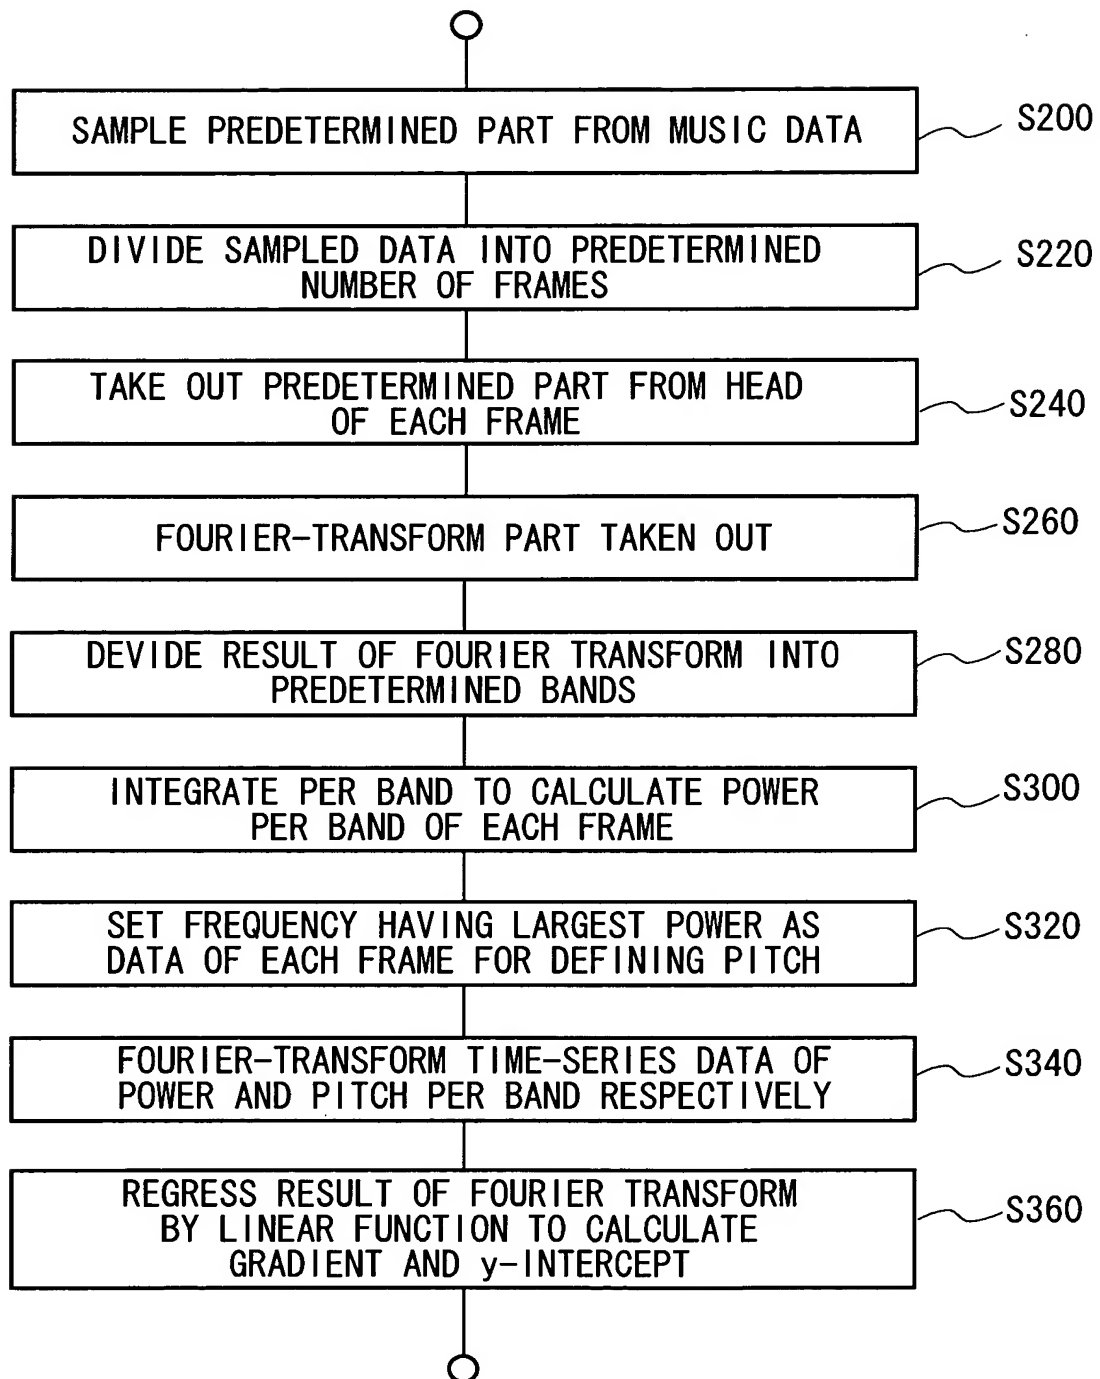 SAMPLE PREDETERMINED PART FROM MUSIC DATA
S200
DIVIDE SAMPLED DATA INTO PREDETERMINED
NUMBER OF FRAMES
S220
TAKE OUT PREDETERMINED PART FROM HEAD
OF EACH FRAME
S240
FOURIER-TRANSFORM PART TAKEN OUT
S260
DEVIDE RESULT OF FOURIER TRANSFORM INTO
PREDETERMINED BANDS
S280
INTEGRATE PER BAND TO CALCULATE POWER
PER BAND OF EACH FRAME
S300
SET FREQUENCY HAVING LARGEST POWER AS
DATA OF EACH FRAME FOR DEFINING PITCH
S320
FOURIER-TRANSFORM TIME-SERIES DATA OF
POWER AND PITCH PER BAND RESPECTIVELY
S340
REGRESS RESULT OF FOURIER TRANSFORM
BY LINEAR FUNCTION TO CALCULATE
GRADIENT AND y-INTERCEPT
S360